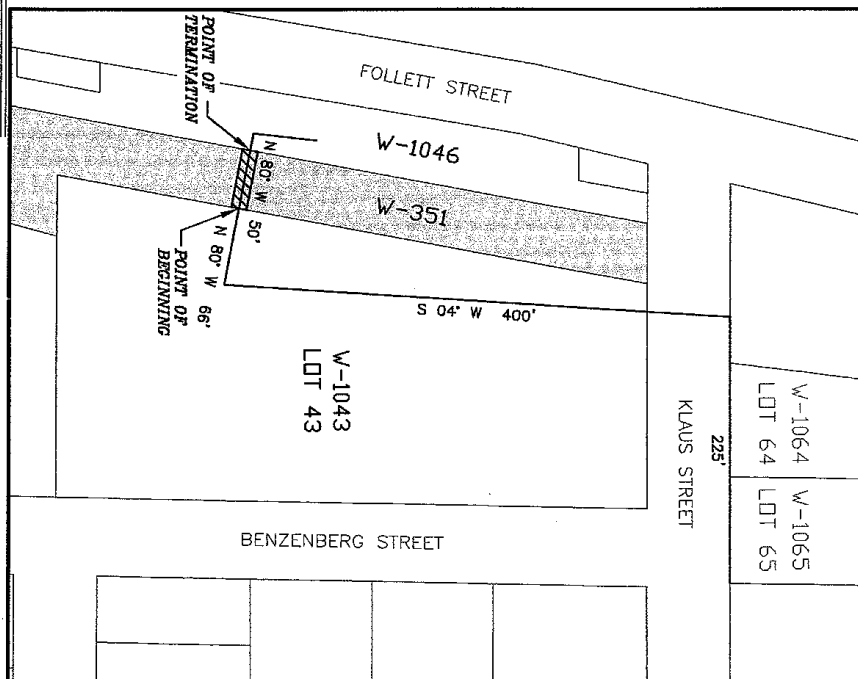 FOLLETT STREET
POINT OF
TERMINATION
W-1046
W-351
N 80° W 50'
N 80° W 66'
POINT OF
BEGINNING
S 04° W 400'
W-1043
LOT 43
KLAUS STREET
225'
W-1064
LOT 64
W-1065
LOT 65
BENZENBERG STREET